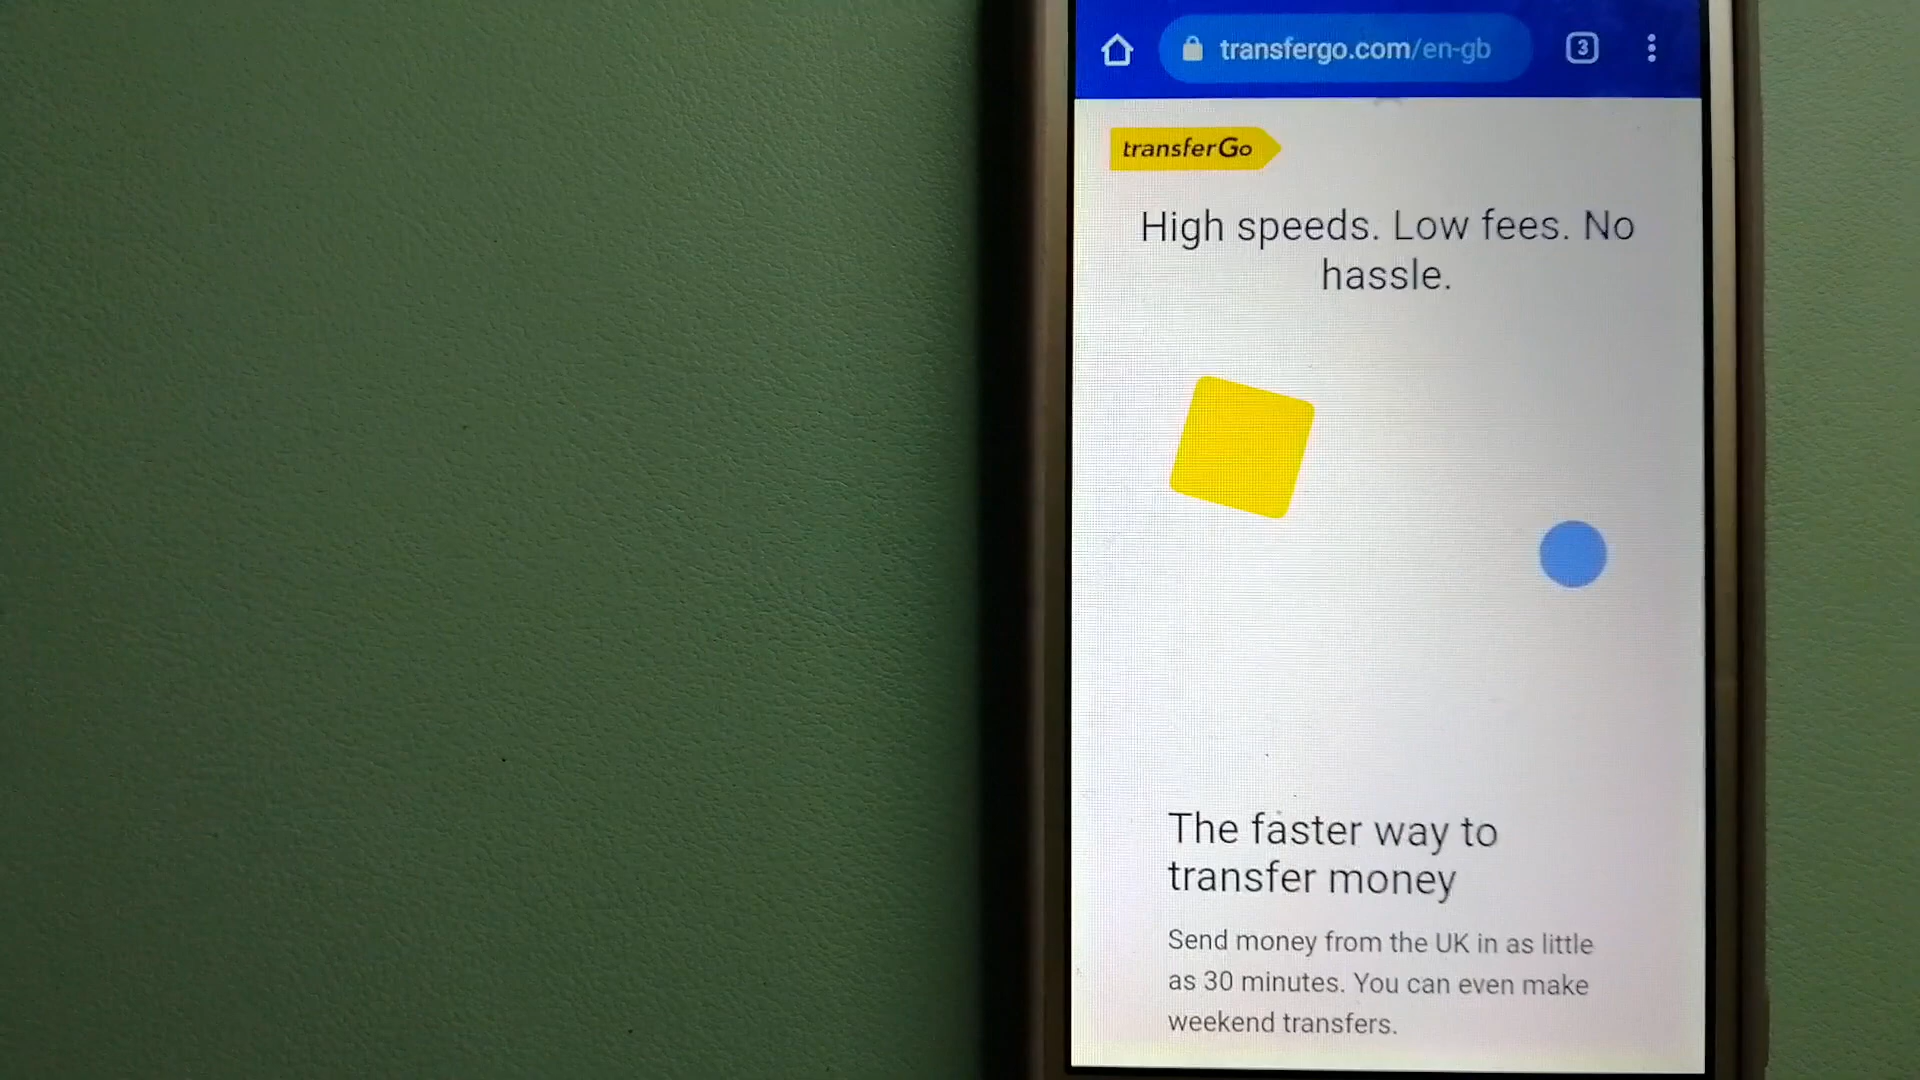 transfergo.com/en-gb
3
transferGo
High speeds. Low fees. No
hassle.
The faster way to
transfer money
Send money from the UK in as little
as 30 minutes. You can even make
weekend transfers.